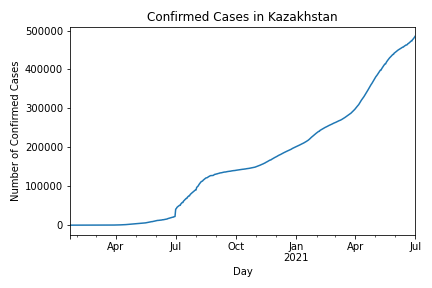 Confirmed Cases in Kazakhstan
500000
400000
300000
200000
100000
0
Number of Confirmed Cases
Apr Jul Oct Jan Apr Jul
2021
Day